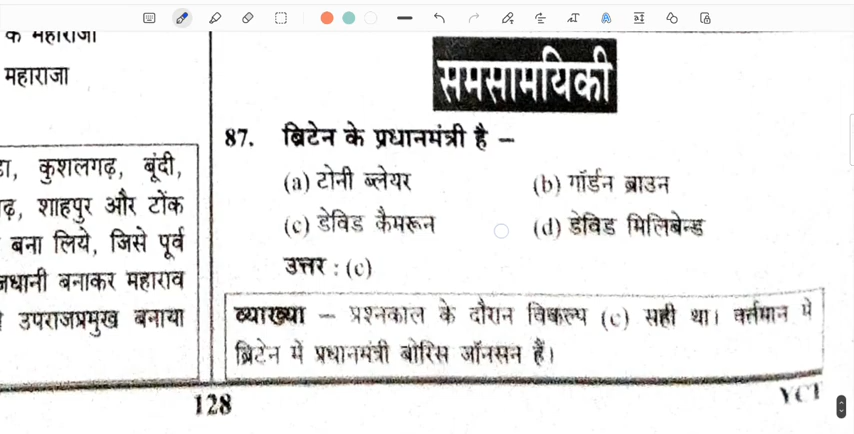 के महाराजा
महाराजा
कुशलगढ़, बूंदी,
शाहपुर और टोंक
बना लिये, जिसे पूर्व
बनाकर महाराव
उपराजप्रमुख बनाया
समसामयिकी
87. ब्रिटेन के प्रधानमंत्री है –
(a) टोनी ब्लेयर (b) गॉर्डन ब्राउन
(c) डेविड कैमरून (d) डेविड मिलिबेन्ड
उत्तर : (c)
व्याख्या – प्रश्नकाल के दौरान विकल्प (c) सही था। वर्तमान में
ब्रिटेन में प्रधानमंत्री बोरिस जॉनसन हैं।
128
YCT